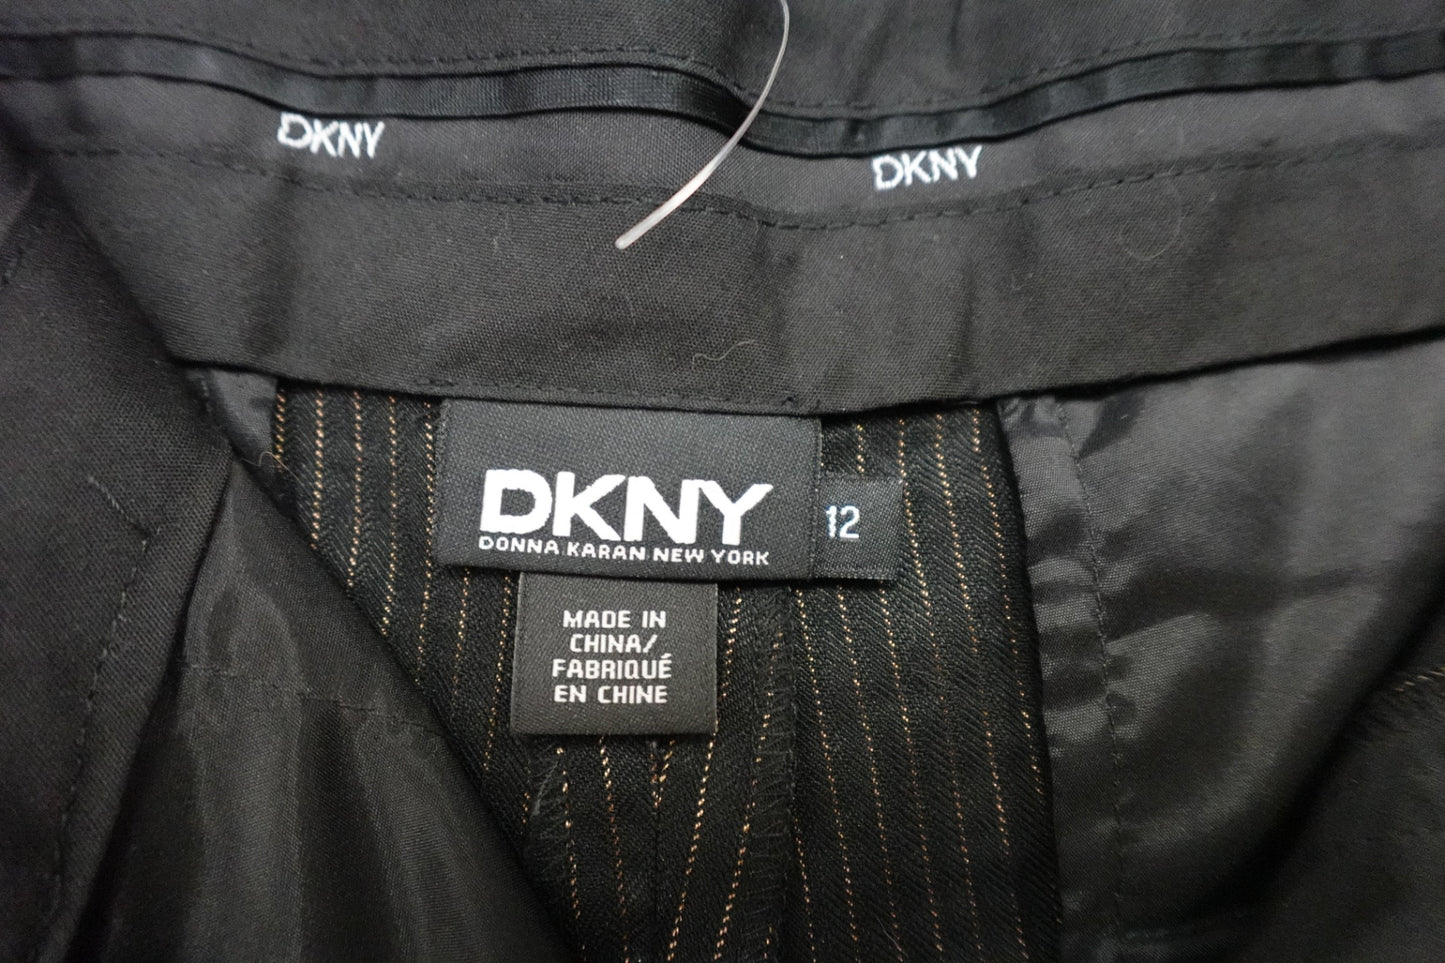 DKNY
DKNY
DKNY
DONNA KARAN NEW YORK
12
MADE IN
CHINA/
FABRIQUÉ
EN CHINE